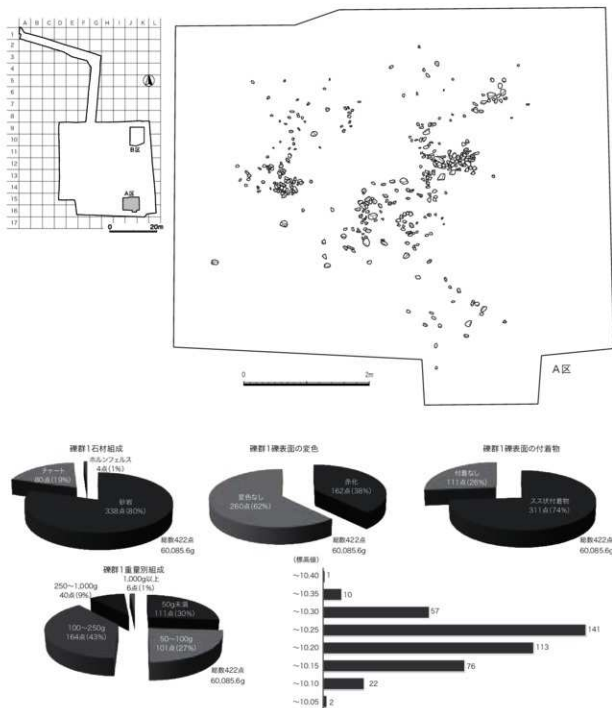 A B C D E F G H I J K L
1
2
3
4
5
6
7
8
9
10
11
12
13
14
15
16
17
B区
A区
0 20m
A区
0 2m
礫群1石材組成
ホルンフェルス
4点(1%)
チャート
80点(19%)
砂岩
338点(80%)
総数422点
60,085.6g
礫群1礫表面の変色
赤化
162点(38%)
変色なし
260点(62%)
総数422点
60,085.6g
礫群1礫表面の付着物
付着なし
111点(26%)
スス状付着物
311点(74%)
総数422点
60,085.6g
礫群1重量別組成
1,000g以上
6点(1%)
250～1,000g
40点(9%)
50g未満
111点(30%)
100～250g
164点(43%)
50～100g
101点(27%)
総数422点
60,085.6g
(標高値)
～10.40 1
～10.35 10
～10.30 57
～10.25 141
～10.20 113
～10.15 76
～10.10 22
～10.05 2